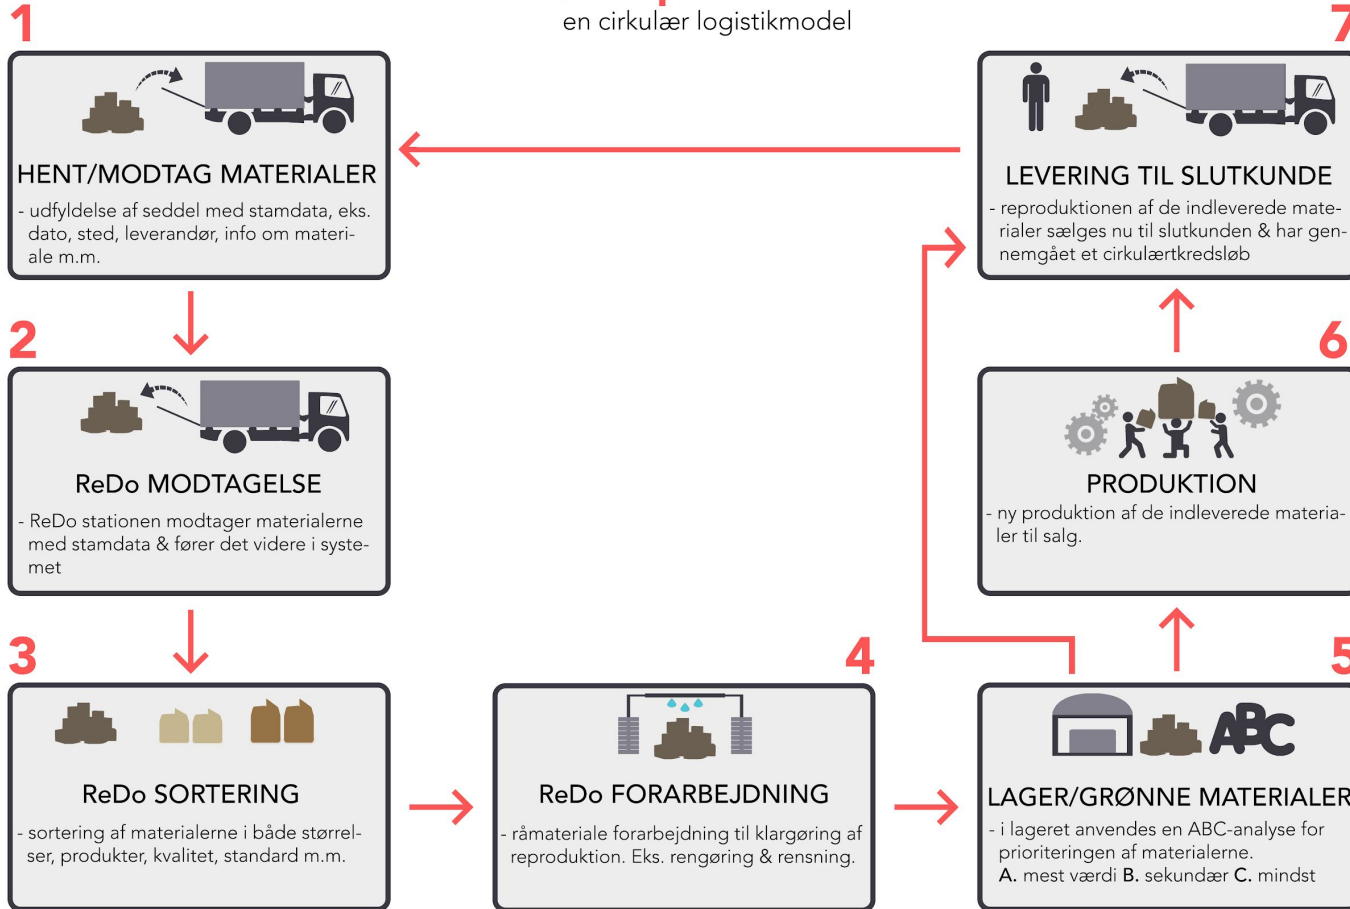 en cirkulær logistikmodel
1
HENT/MODTAG MATERIALER
- udfyldelse af seddel med stamdata, eks.
dato, sted, leverandør, info om materi-
ale m.m.
2
ReDo MODTAGELSE
- ReDo stationen modtager materialerne
med stamdata & fører det videre i syste-
met
3
ReDo SORTERING
- sortering af materialerne i både størrel-
ser, produkter, kvalitet, standard m.m.
4
ReDo FORARBEJDNING
- råmateriale forarbejdning til klargøring af
reproduktion. Eks. rengøring & rensning.
5
ABC
LAGER/GRØNNE MATERIALER
- i lageret anvendes en ABC-analyse for
prioriteringen af materialerne.
A. mest værdi B. sekundær C. mindst
6
PRODUKTION
- ny produktion af de indleverede materia-
ler til salg.
7
LEVERING TIL SLUTKUNDE
- reproduktionen af de indleverede mate-
rialer sælges nu til slutkunden & har gen-
nemgået et cirkulærtkredsløb